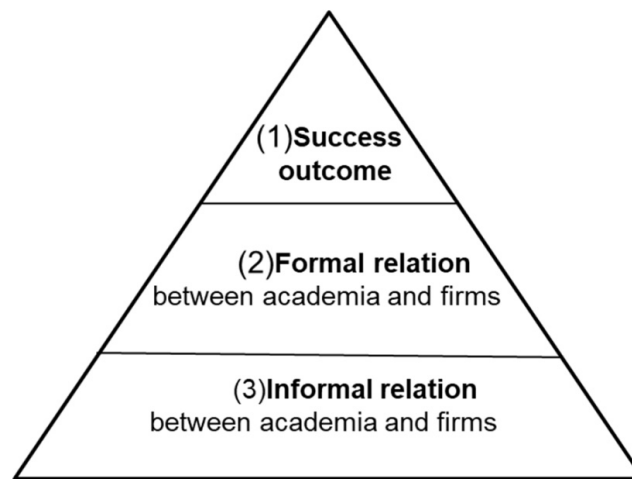 (1)Success
outcome
(2)Formal relation
between academia and firms
(3)Informal relation
between academia and firms